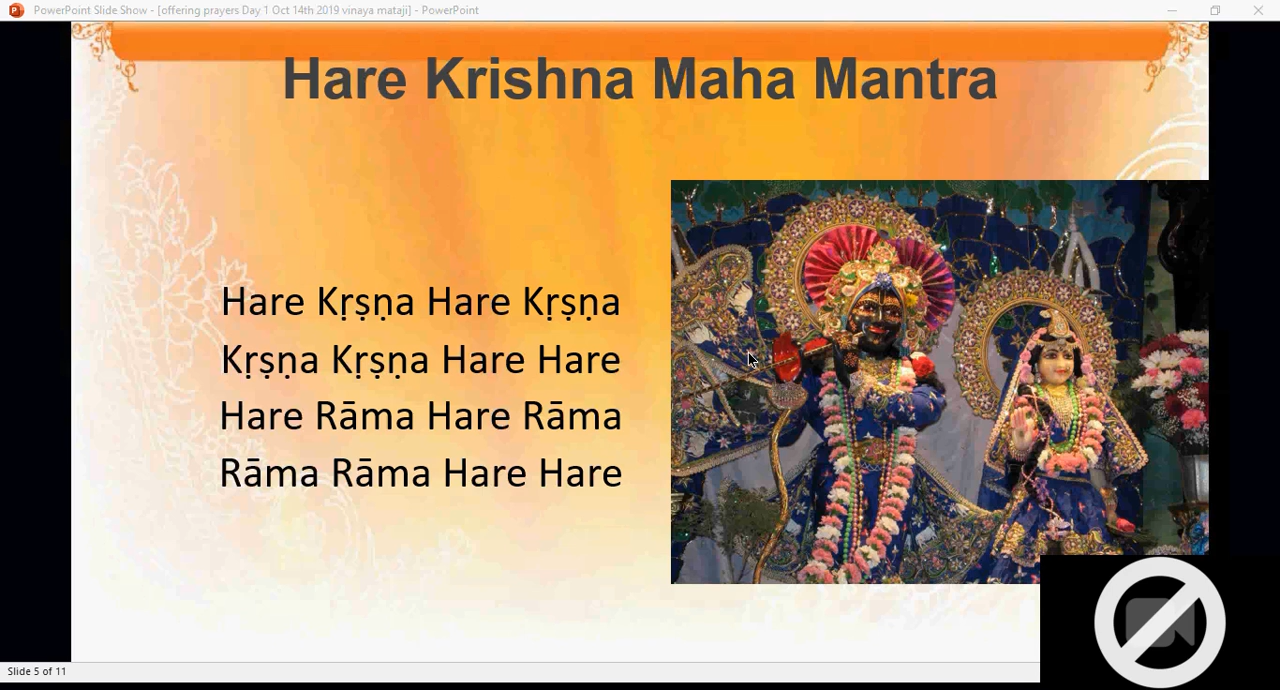 PowerPoint Slide Show - [offering prayers Day 1 Oct 14th 2019 vinaya mataji] - PowerPoint
Hare Krishna Maha Mantra
Hare Kṛṣṇa Hare Kṛṣṇa
Kṛṣṇa Kṛṣṇa Hare Hare
Hare Rāma Hare Rāma
Rāma Rāma Hare Hare
Slide 5 of 11